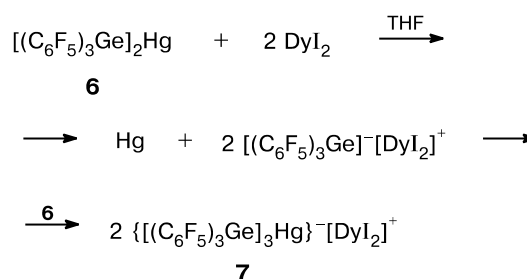 THF
[(C₆F₅)₃Ge]₂Hg + 2 DyI₂
6
Hg + 2 [(C₆F₅)₃Ge]⁻[DyI₂]⁺
6
2 {[(C₆F₅)₃Ge]₃Hg}⁻[DyI₂]⁺
7